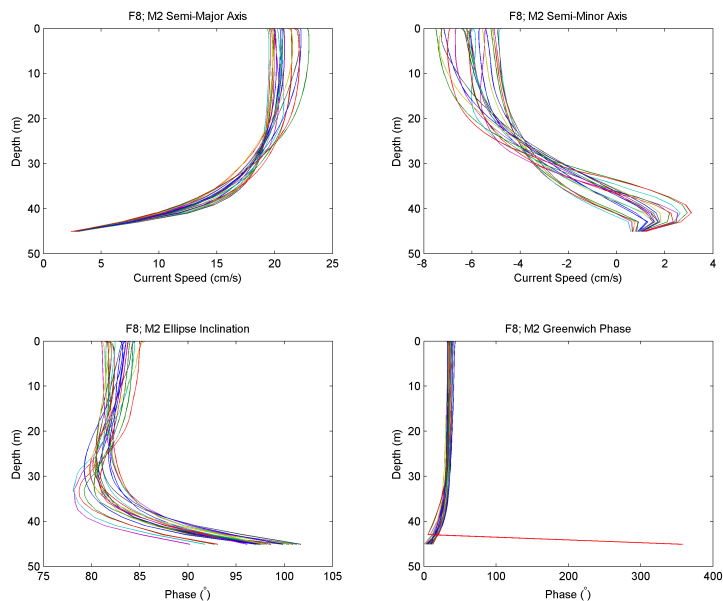 F8; M2 Semi-Major Axis
0
10
20
30
40
50
Depth (m)
0 5 10 15 20 25
Current Speed (cm/s)
F8; M2 Semi-Minor Axis
0
10
20
30
40
50
Depth (m)
-8 -6 -4 -2 0 2 4
Current Speed (cm/s)
F8; M2 Ellipse Inclination
0
10
20
30
40
50
Depth (m)
75 80 85 90 95 100 105
Phase (°)
F8; M2 Greenwich Phase
0
10
20
30
40
50
Depth (m)
0 100 200 300 400
Phase (°)